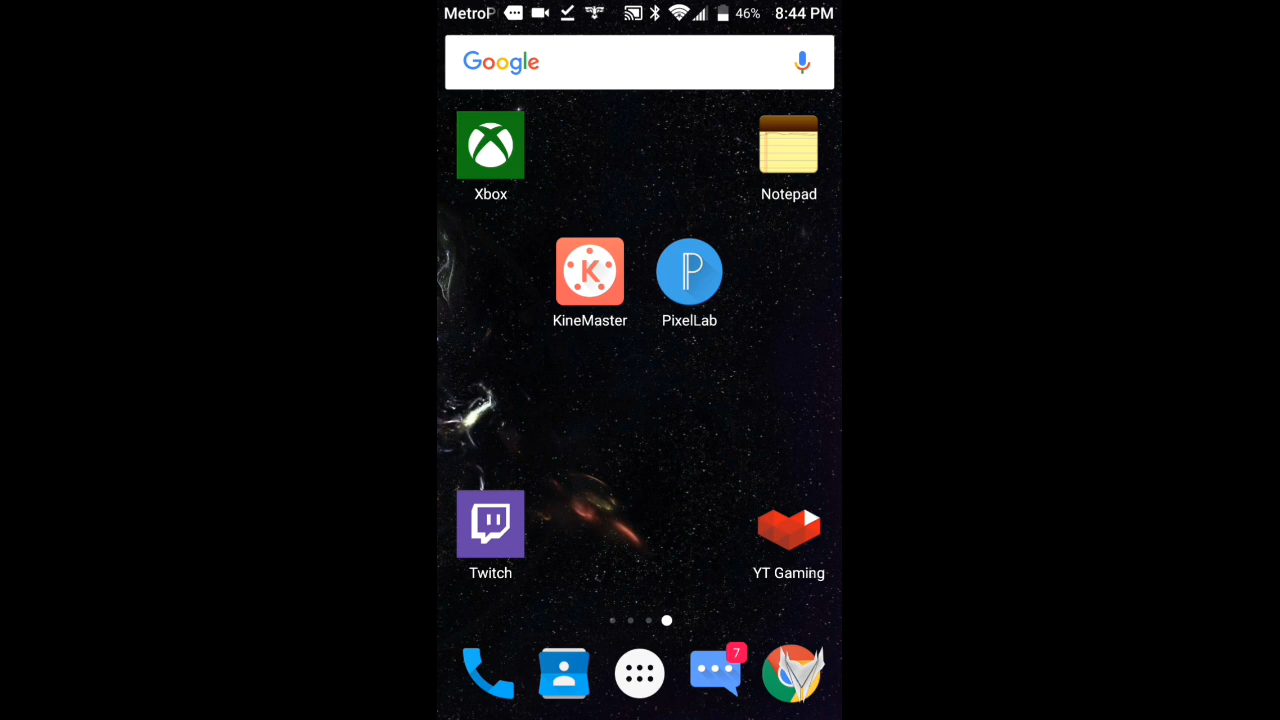 MetroP 46% 8:44 PM
Google
Xbox
Notepad
K
P
KineMaster
PixelLab
Twitch
YT Gaming
7